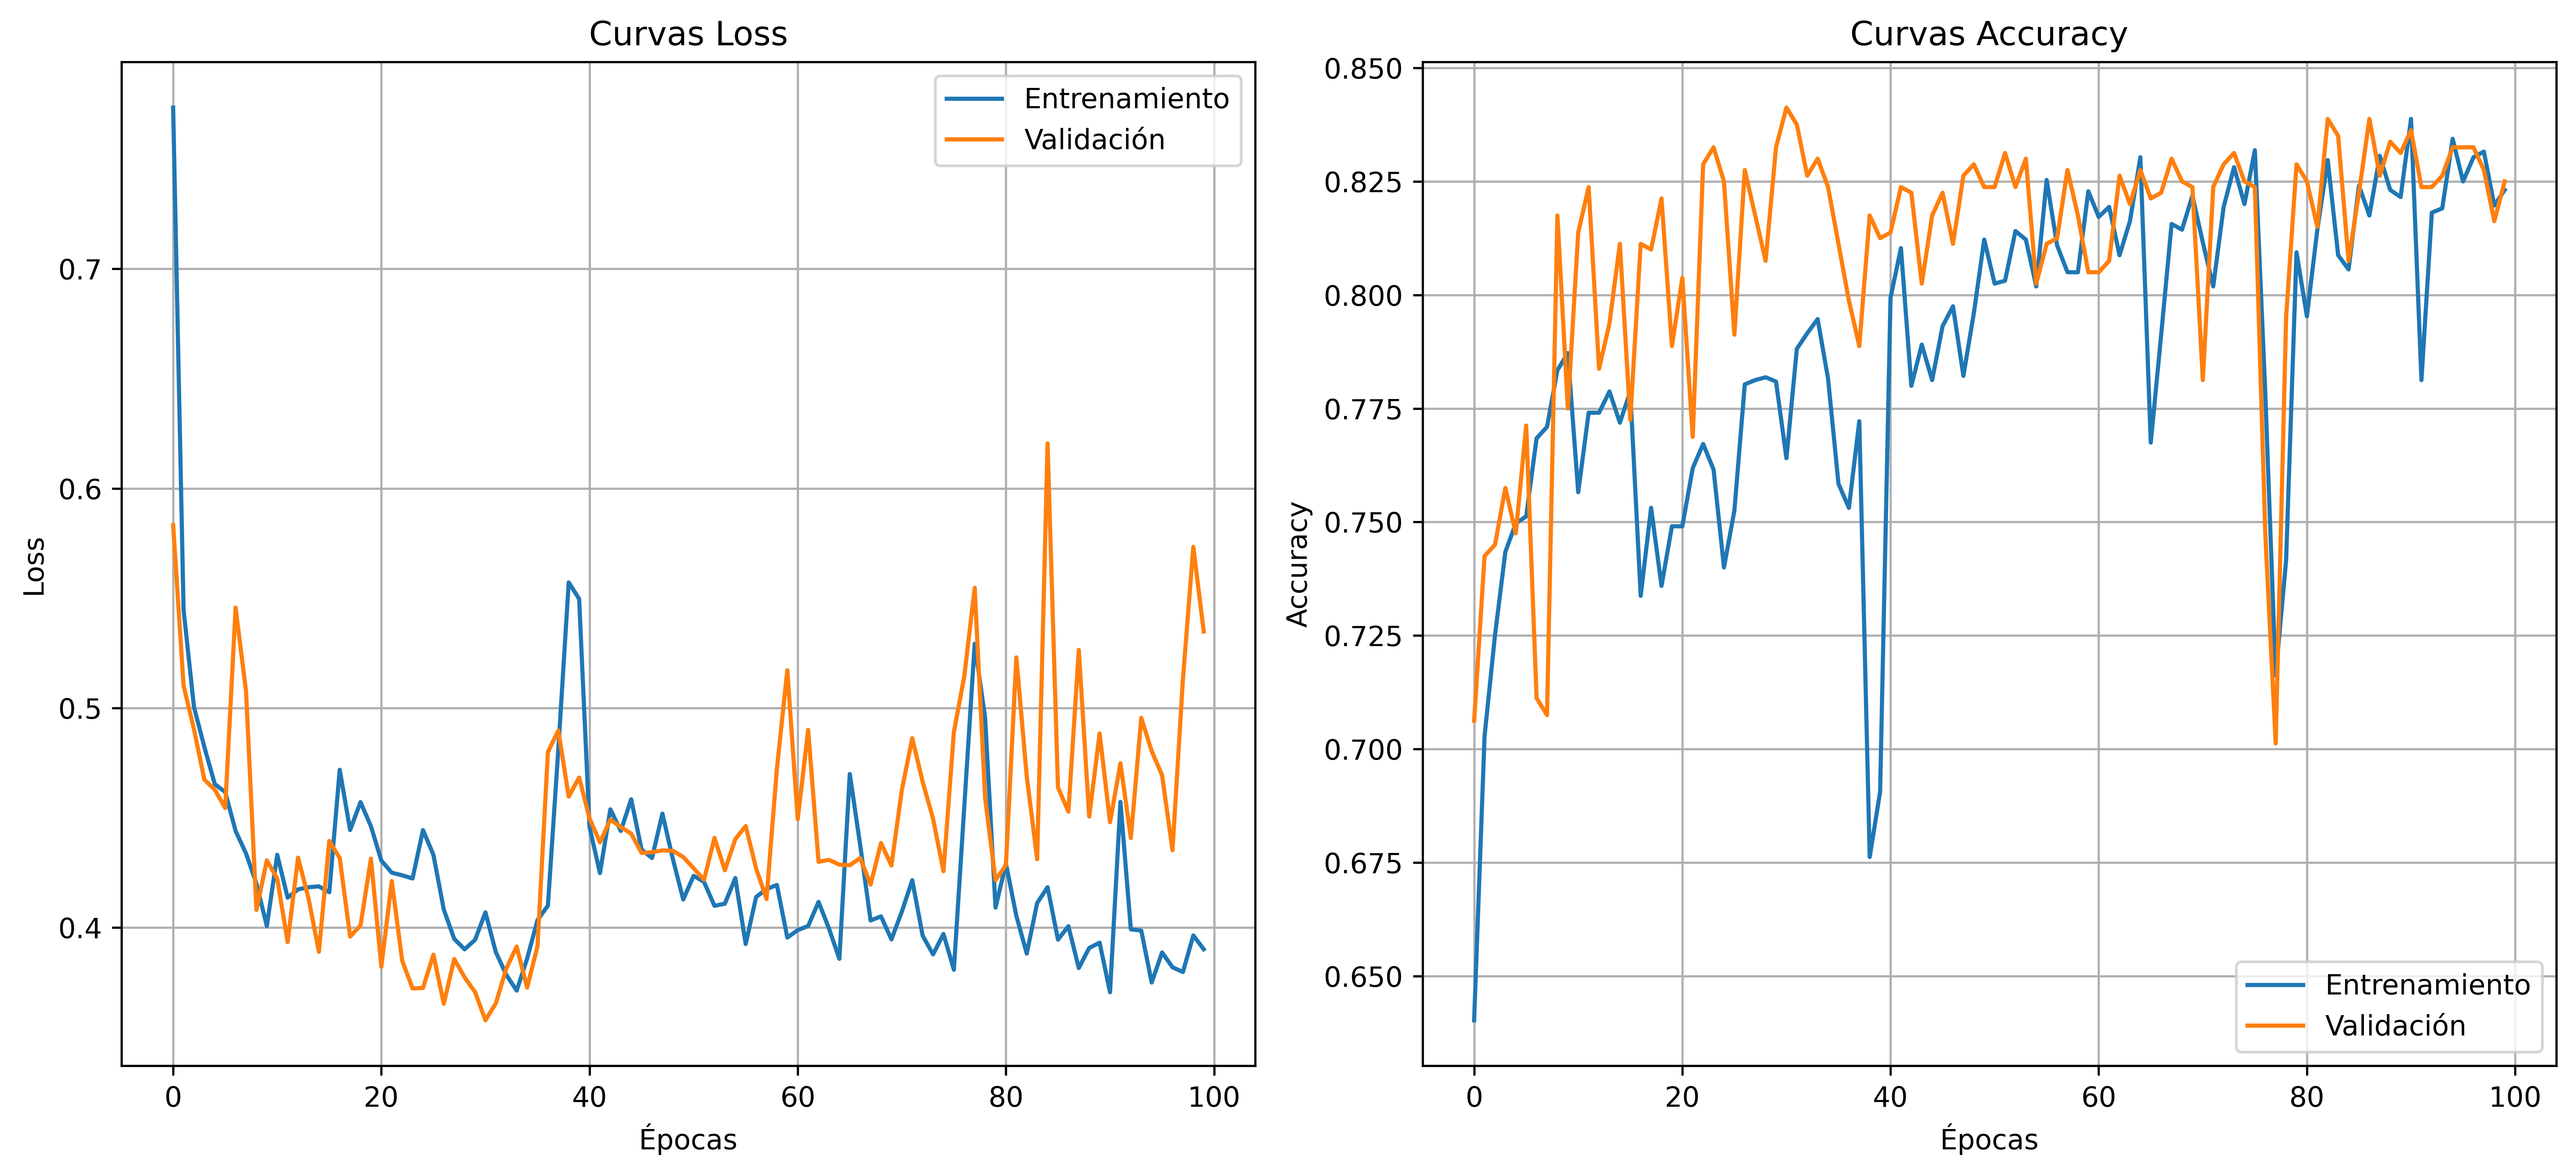 Curvas Loss
Loss
0.7
0.6
0.5
0.4
0 20 40 60 80 100
Épocas
Entrenamiento
Validación
Curvas Accuracy
Accuracy
0.850
0.825
0.800
0.775
0.750
0.725
0.700
0.675
0.650
0 20 40 60 80 100
Épocas
Entrenamiento
Validación